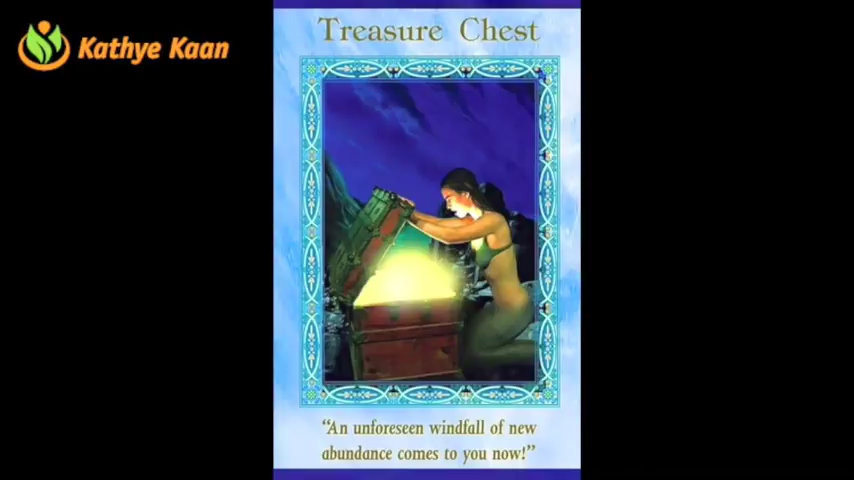 Kathye Kaan
Treasure Chest
“An unforeseen windfall of new
abundance comes to you now!”